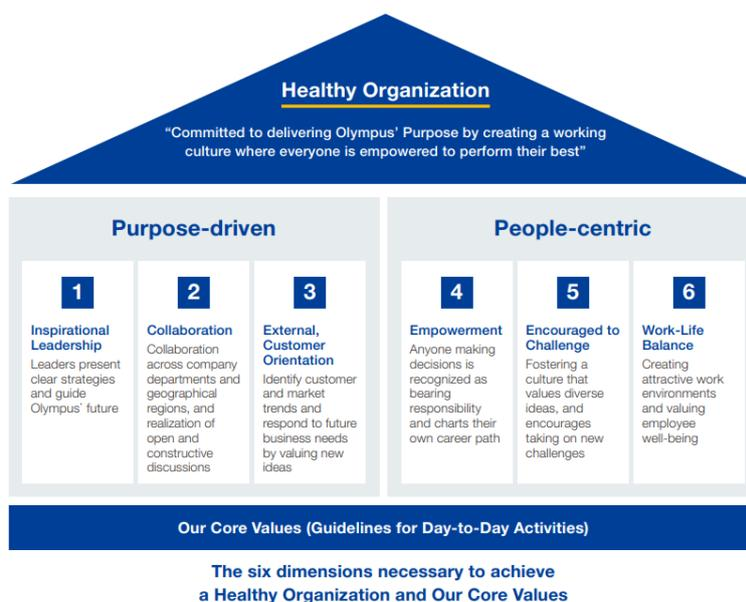 Healthy Organization
“Committed to delivering Olympus’ Purpose by creating a working
culture where everyone is empowered to perform their best”
Purpose-driven
1
Inspirational
Leadership
Leaders present
clear strategies
and guide
Olympus’ future
2
Collaboration
Collaboration
across company
departments and
geographical
regions, and
realization of
open and
constructive
discussions
3
External,
Customer
Orientation
Identify customer
and market
trends and
respond to future
business needs
by valuing new
ideas
People-centric
4
Empowerment
Anyone making
decisions is
recognized as
bearing
responsibility
and charts their
own career path
5
Encouraged to
Challenge
Fostering a
culture that
values diverse
ideas, and
encourages
taking on new
challenges
6
Work-Life
Balance
Creating
attractive work
environments
and valuing
employee
well-being
Our Core Values (Guidelines for Day-to-Day Activities)
The six dimensions necessary to achieve
a Healthy Organization and Our Core Values